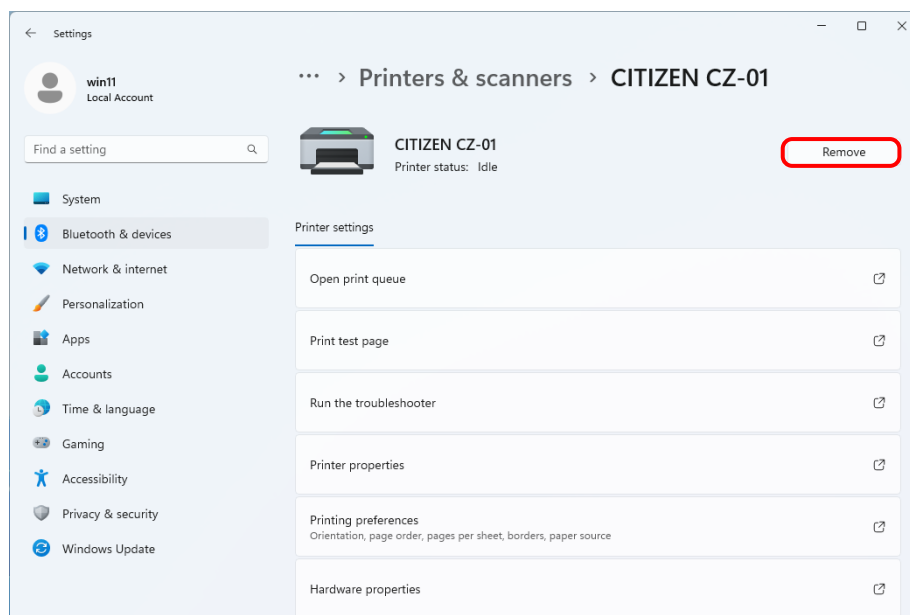 Settings
win11
Local Account
Find a setting
System
Bluetooth & devices
Network & internet
Personalization
Apps
Accounts
Time & language
Gaming
Accessibility
Privacy & security
Windows Update
··· > Printers & scanners > CITIZEN CZ-01
CITIZEN CZ-01
Printer status: Idle
Remove
Printer settings
Open print queue
Print test page
Run the troubleshooter
Printer properties
Printing preferences
Orientation, page order, pages per sheet, borders, paper source
Hardware properties